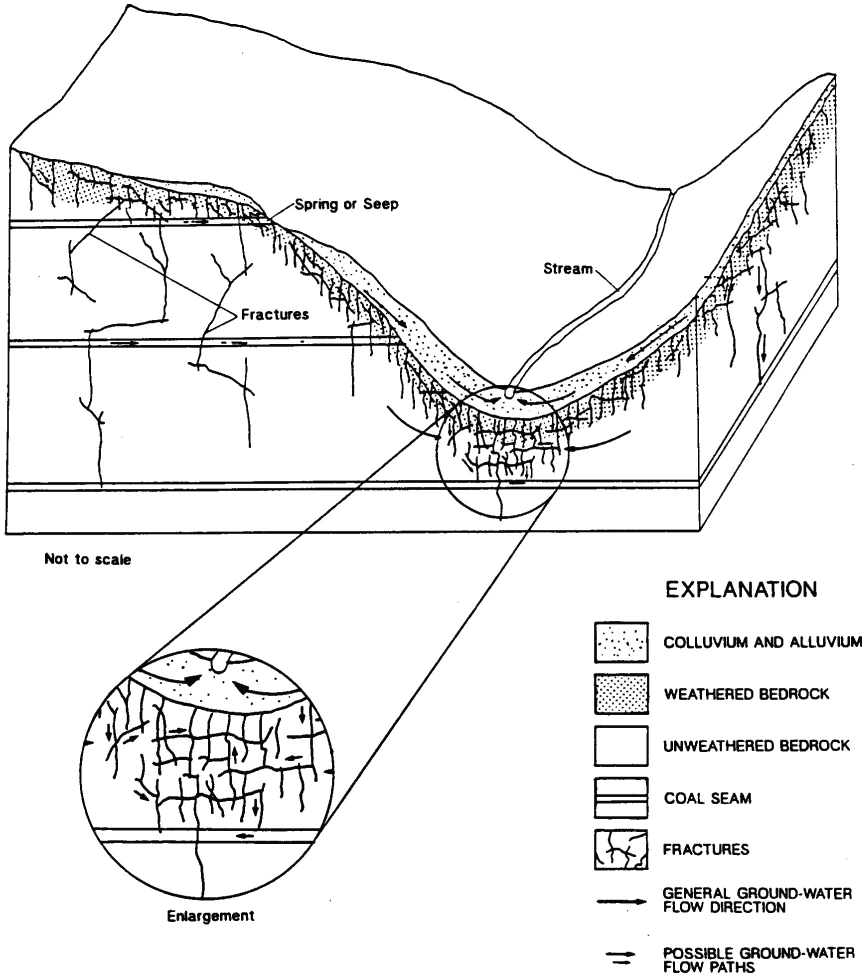 Spring or Seep
Stream
Fractures
Not to scale
EXPLANATION
COLLUVIUM AND ALLUVIUM
WEATHERED BEDROCK
UNWEATHERED BEDROCK
COAL SEAM
FRACTURES
GENERAL GROUND-WATER
FLOW DIRECTION
POSSIBLE GROUND-WATER
FLOW PATHS
Enlargement